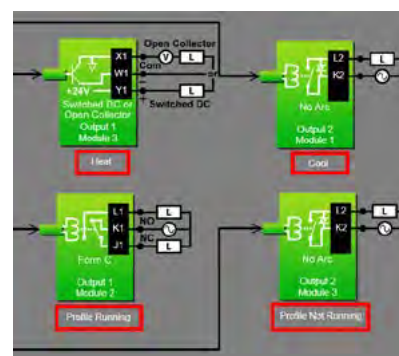 Open Collector
X1
V
L
Com
W1
or
+24V
Y1
L
Switched DC
Switched DC or
Open Collector
Output 1
Module 3
Heat
L2
L
K2
No Arc
Output 2
Module 1
Cool
L1
L
NO
K1
NC
J1
L
Form C
Output 1
Module 2
Profile Running
L2
L
K2
No Arc
Output 2
Module 3
Profile Not Running